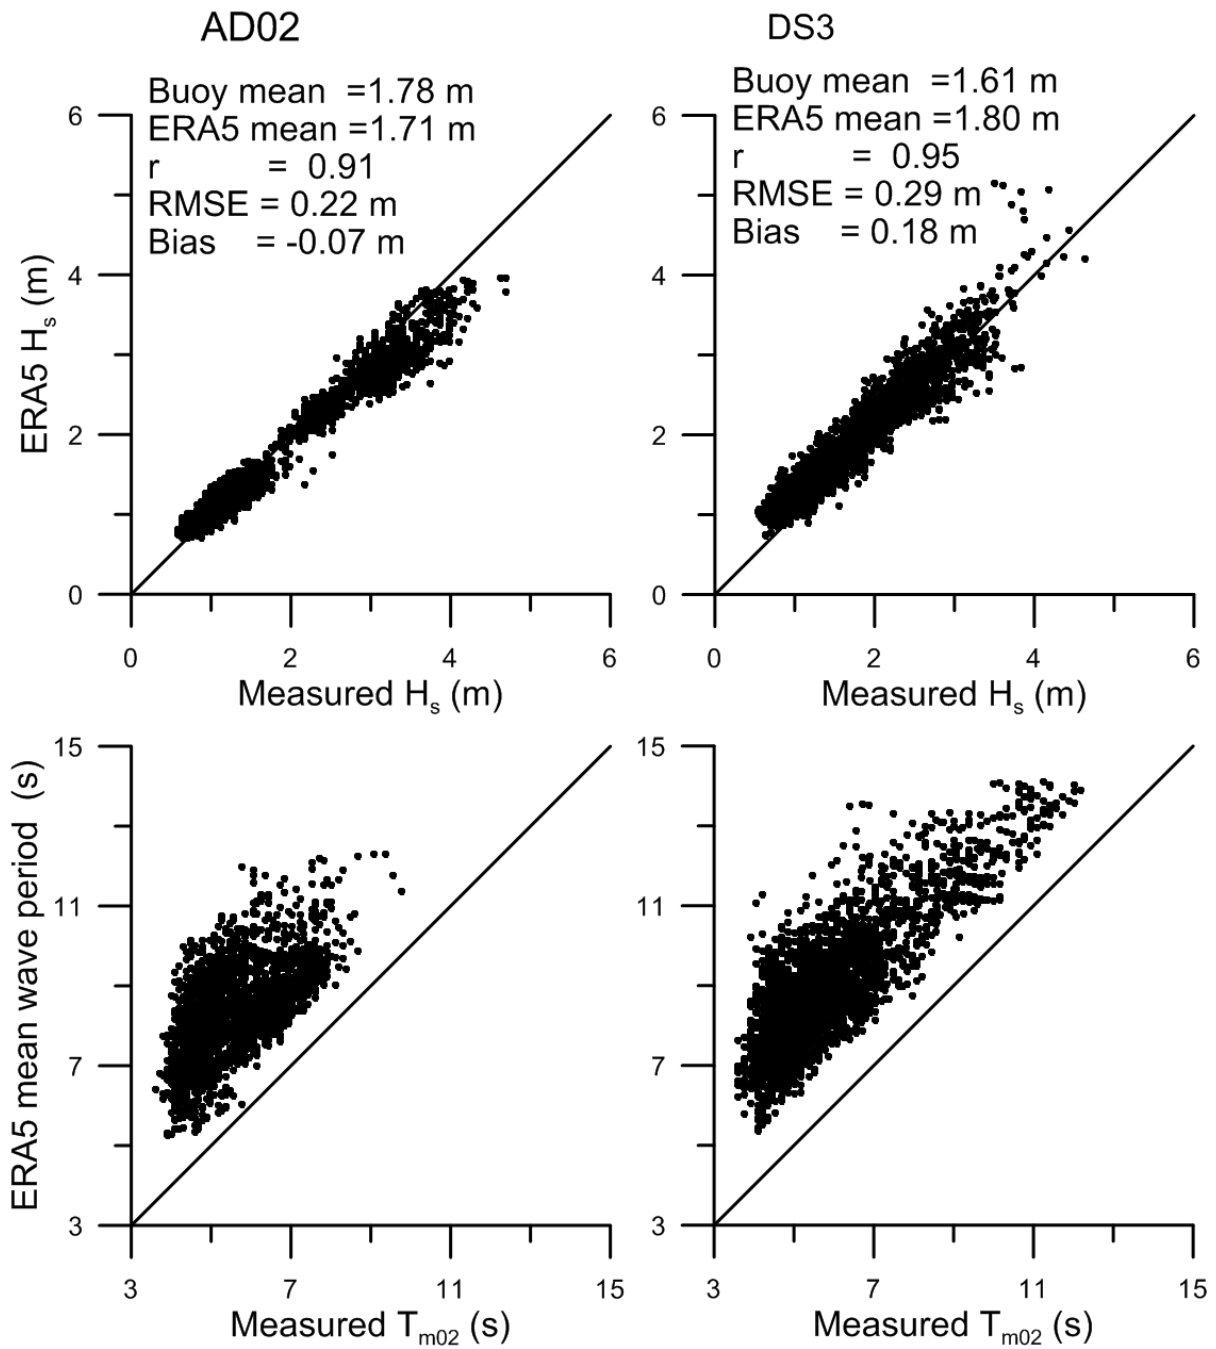 AD02
Buoy mean =1.78 m
ERA5 mean =1.71 m
r = 0.91
RMSE = 0.22 m
Bias = -0.07 m
6
4
2
0
ERA5 Hs (m)
0 2 4 6
Measured Hs (m)
DS3
Buoy mean =1.61 m
ERA5 mean =1.80 m
r = 0.95
RMSE = 0.29 m
Bias = 0.18 m
6
4
2
0
0 2 4 6
Measured Hs (m)
15
11
7
3
ERA5 mean wave period (s)
3 7 11 15
Measured Tm02 (s)
15
11
7
3
3 7 11 15
Measured Tm02 (s)